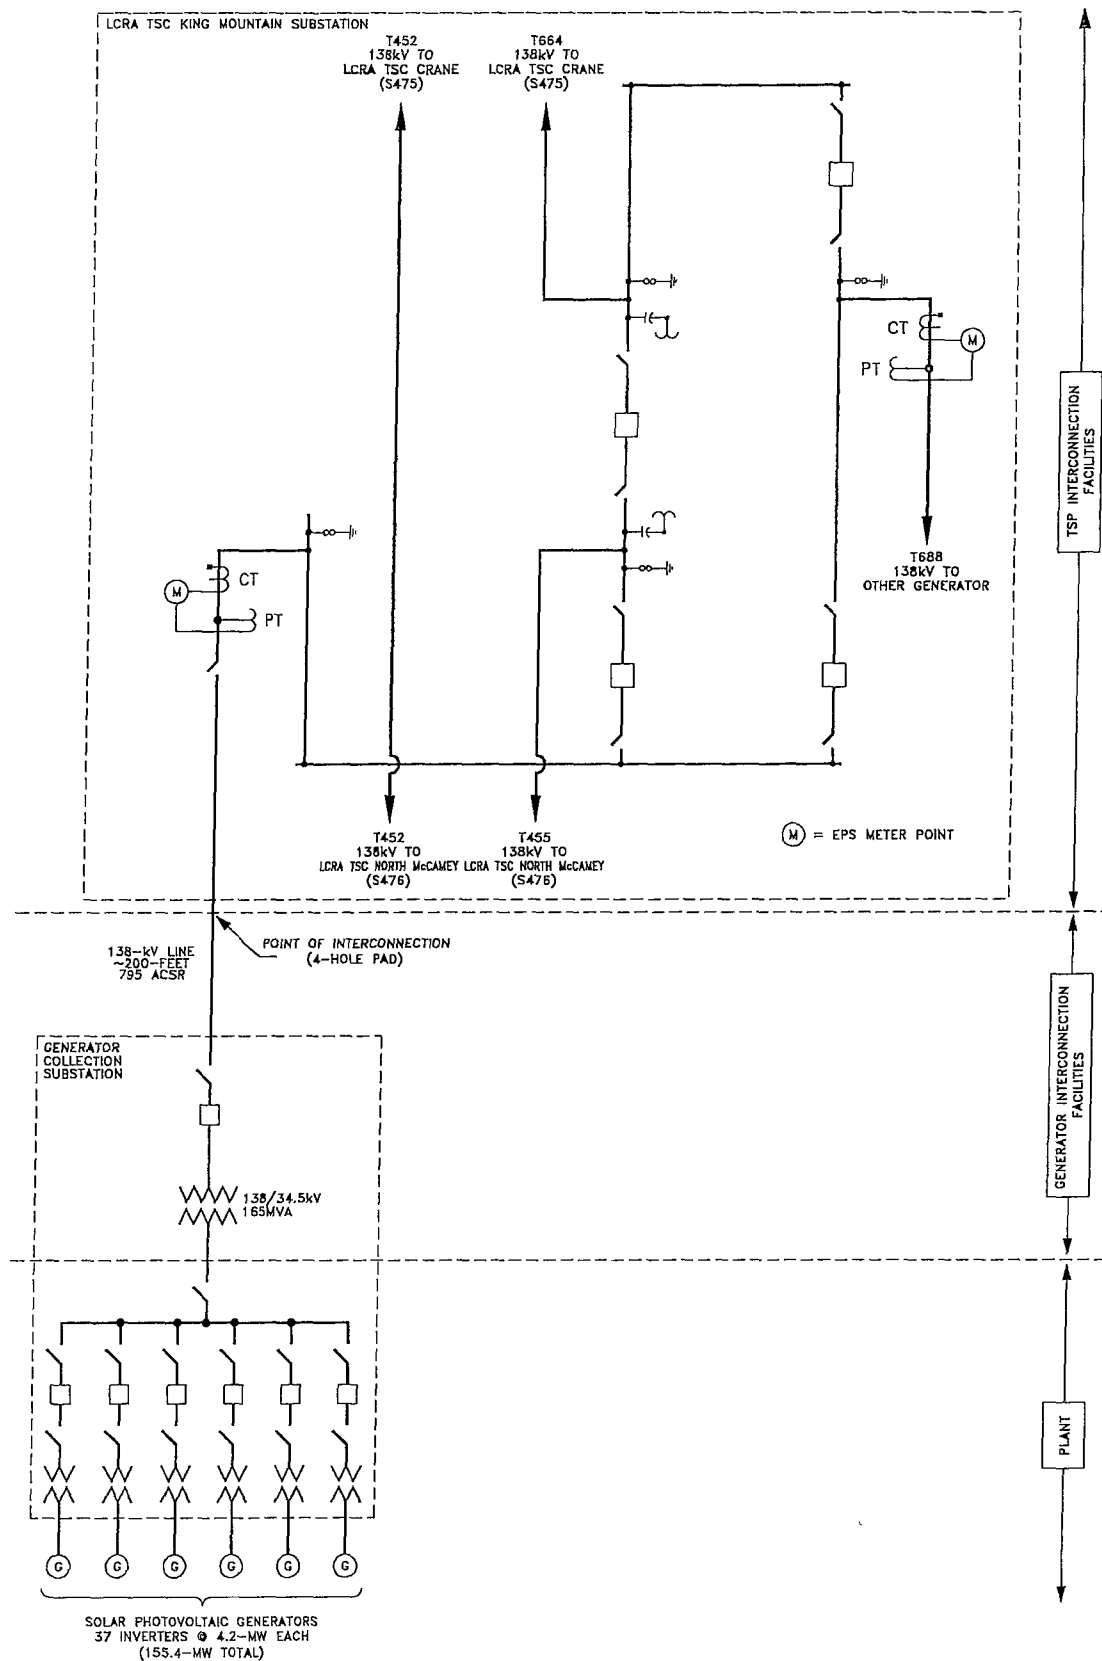 LCRA TSC KING MOUNTAIN SUBSTATION
T452
138kV TO
LCRA TSC CRANE
(S475)
T664
138kV TO
LCRA TSC CRANE
(S475)
CT
M
PT
T688
138kV TO
OTHER GENERATOR
CT
M
PT
T452
138kV TO
LCRA TSC NORTH McCAMEY
(S476)
T455
138kV TO
LCRA TSC NORTH McCAMEY
(S476)
M = EPS METER POINT
TSP INTERCONNECTION
FACILITIES
POINT OF INTERCONNECTION
(4-HOLE PAD)
138-kV LINE
~200-FEET
795 ACSR
GENERATOR
COLLECTION
SUBSTATION
138/34.5kV
165MVA
GENERATOR INTERCONNECTION
FACILITIES
PLANT
G G G G G G
SOLAR PHOTOVOLTAIC GENERATORS
37 INVERTERS @ 4.2-MW EACH
(155.4-MW TOTAL)